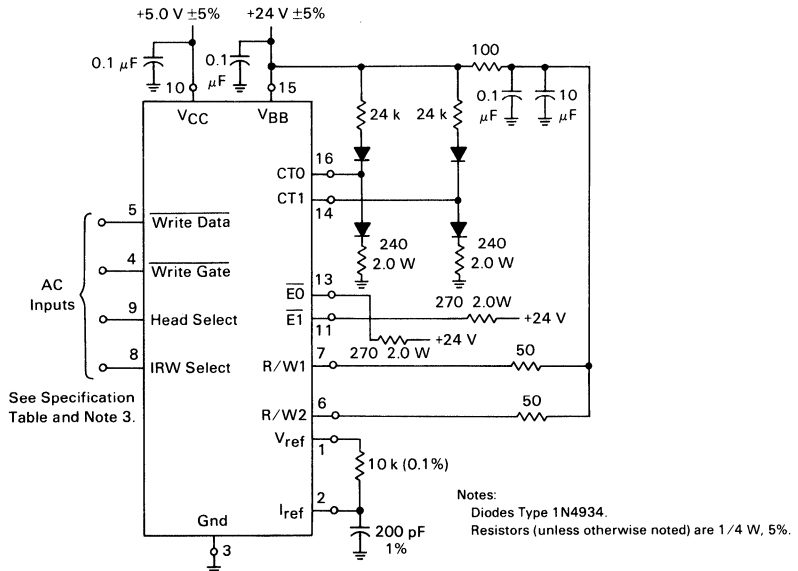 +5.0 V ±5%
+24 V ±5%
0.1 μF
0.1
μF
10
15
VCC
VBB
100
0.1
μF
10
μF
24 k
24 k
16
CT0
CT1
14
5
Write Data
4
Write Gate
AC
Inputs
9
Head Select
8
IRW Select
See Specification
Table and Note 3.
240
2.0 W
240
2.0 W
13
E0
E1
11
270 2.0W
+24 V
+24 V
270 2.0 W
7
R/W1
50
6
R/W2
50
Vref
1
10 k (0.1%)
2
Iref
200 pF
1%
Gnd
3
Notes:
Diodes Type 1N4934.
Resistors (unless otherwise noted) are 1/4 W, 5%.